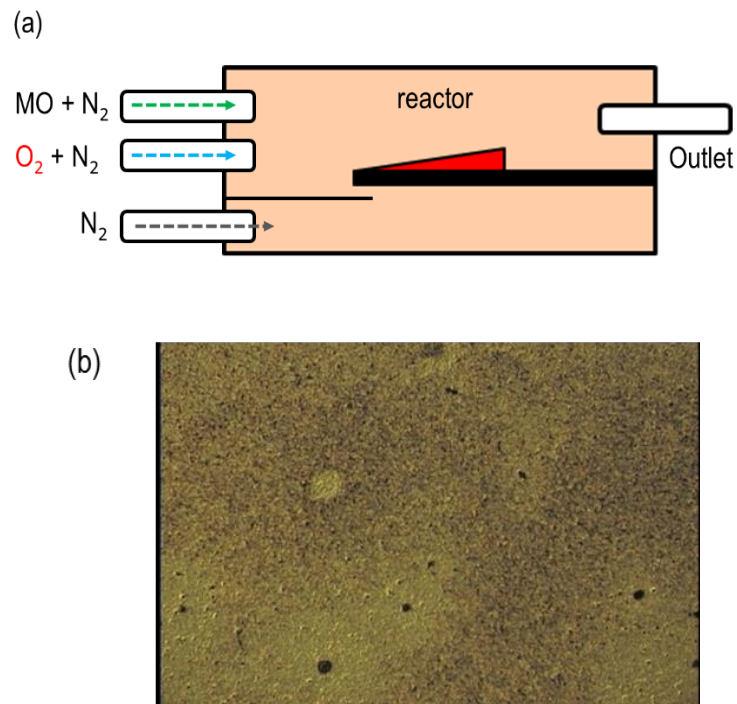 (a)
reactor
MO + N₂
O₂ + N₂
Outlet
N₂
(b)